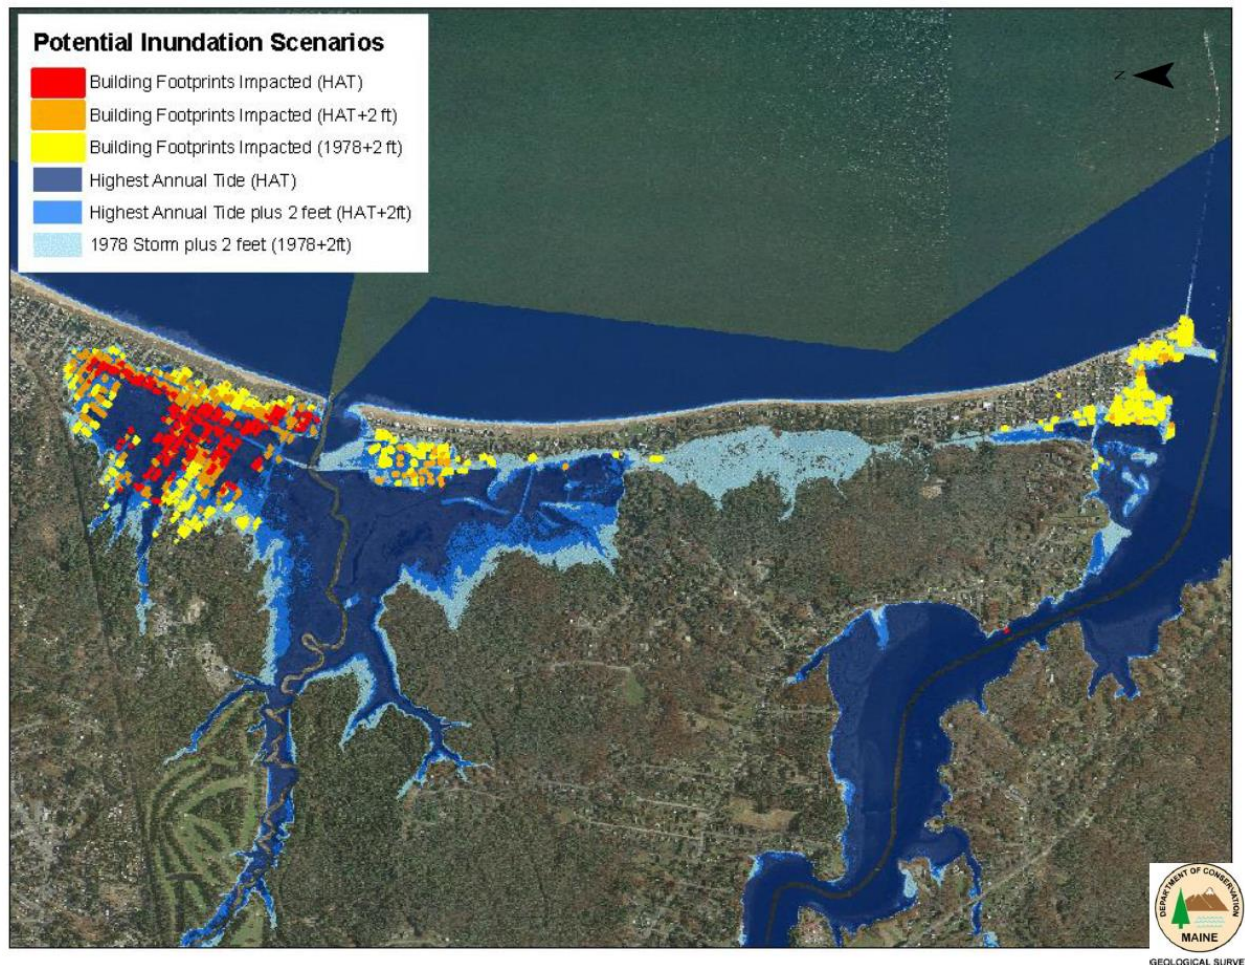 Potential Inundation Scenarios
Building Footprints Impacted (HAT)
Building Footprints Impacted (HAT+2 ft)
Building Footprints Impacted (1978+2 ft)
Highest Annual Tide (HAT)
Highest Annual Tide plus 2 feet (HAT+2ft)
1978 Storm plus 2 feet (1978+2ft)
Z
DEPARTMENT OF CONSERVATION
MAINE
GEOLOGICAL SURVE